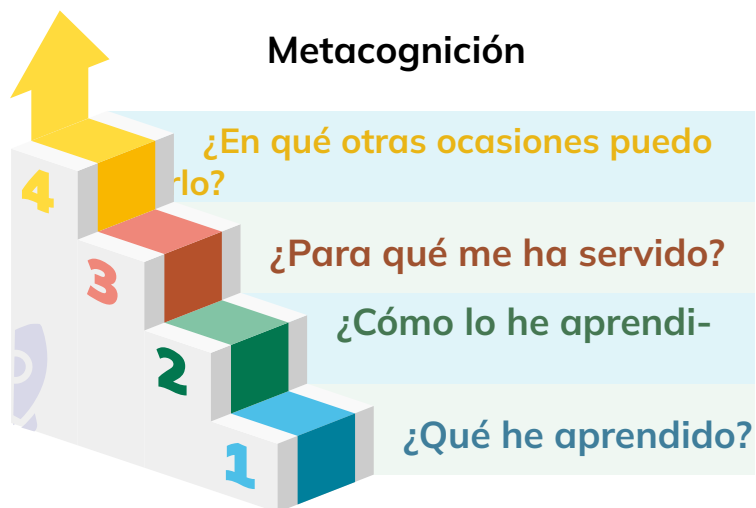 Metacognición
¿En qué otras ocasiones puedo
rlo?
4
¿Para qué me ha servido?
3
¿Cómo lo he aprendi-
2
¿Qué he aprendido?
1